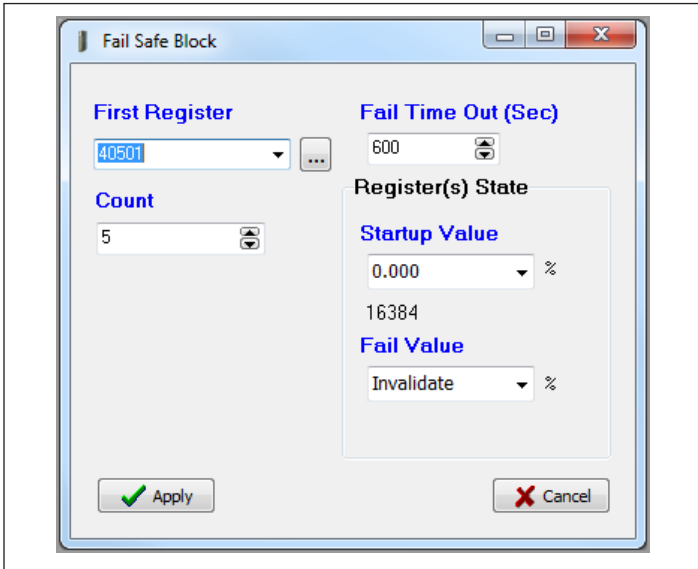 Fail Safe Block
First Register
40501
...
Count
5
Fail Time Out (Sec)
600
Register(s) State
Startup Value
0.000
%
16384
Fail Value
Invalidate
%
Apply
Cancel